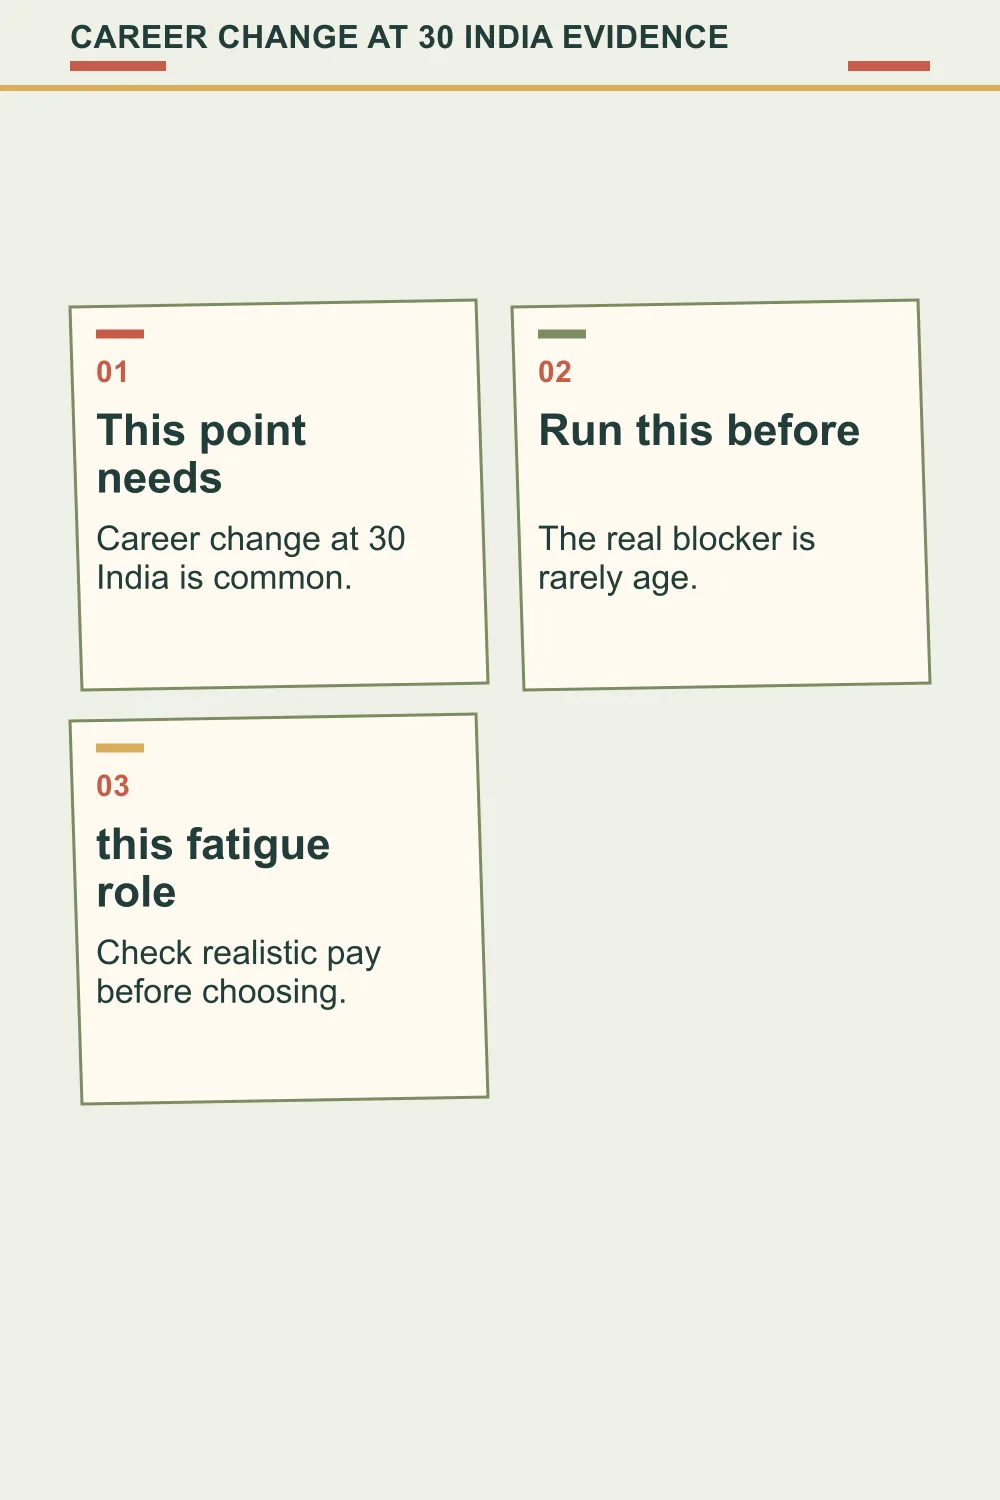 CAREER CHANGE AT 30 INDIA EVIDENCE
01
This point
needs
Career change at 30
India is common.
02
Run this before
The real blocker is
rarely age.
03
this fatigue
role
Check realistic pay
before choosing.